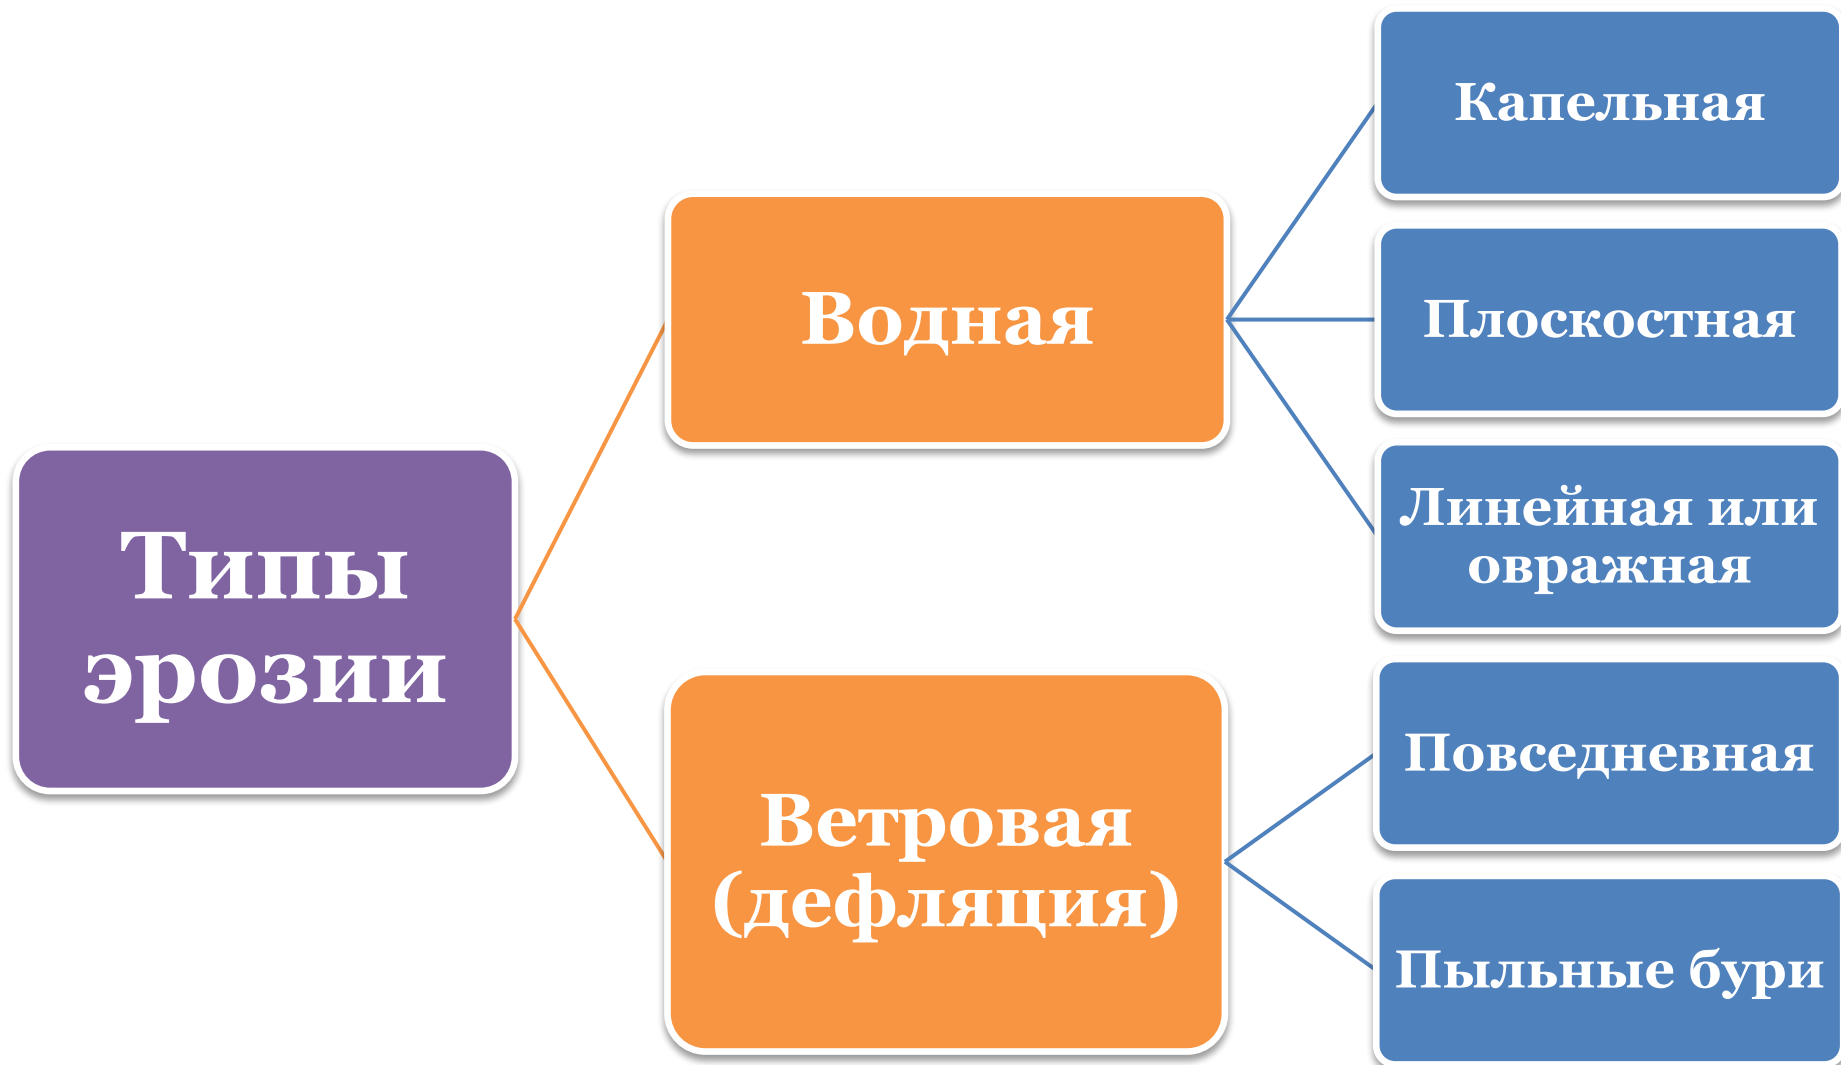 Типы
эрозии
Водная
Капельная
Плоскостная
Линейная или
овражная
Ветровая
(дефляция)
Повседневная
Пыльные бури